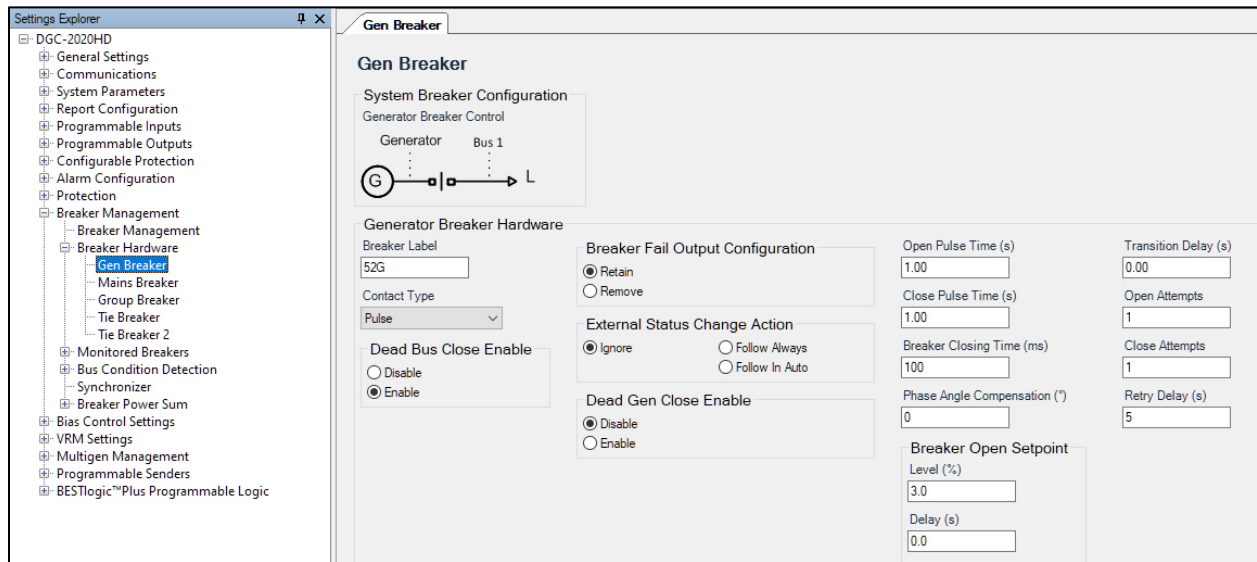 Settings Explorer
DGC-2020HD
General Settings
Communications
System Parameters
Report Configuration
Programmable Inputs
Programmable Outputs
Configurable Protection
Alarm Configuration
Protection
Breaker Management
Breaker Management
Breaker Hardware
Gen Breaker
Mains Breaker
Group Breaker
Tie Breaker
Tie Breaker 2
Monitored Breakers
Bus Condition Detection
Synchronizer
Breaker Power Sum
Bias Control Settings
VRM Settings
Multigen Management
Programmable Senders
BESTlogic™Plus Programmable Logic
Gen Breaker
Gen Breaker
System Breaker Configuration
Generator Breaker Control
Generator Bus 1
G L
Generator Breaker Hardware
Breaker Label
52G
Contact Type
Pulse
Dead Bus Close Enable
Disable
Enable
Breaker Fail Output Configuration
Retain
Remove
External Status Change Action
Ignore Follow Always
Follow In Auto
Dead Gen Close Enable
Disable
Enable
Open Pulse Time (s)
1.00
Close Pulse Time (s)
1.00
Breaker Closing Time (ms)
100
Phase Angle Compensation (°)
0
Breaker Open Setpoint
Level (%)
3.0
Delay (s)
0.0
Transition Delay (s)
0.00
Open Attempts
1
Close Attempts
1
Retry Delay (s)
5